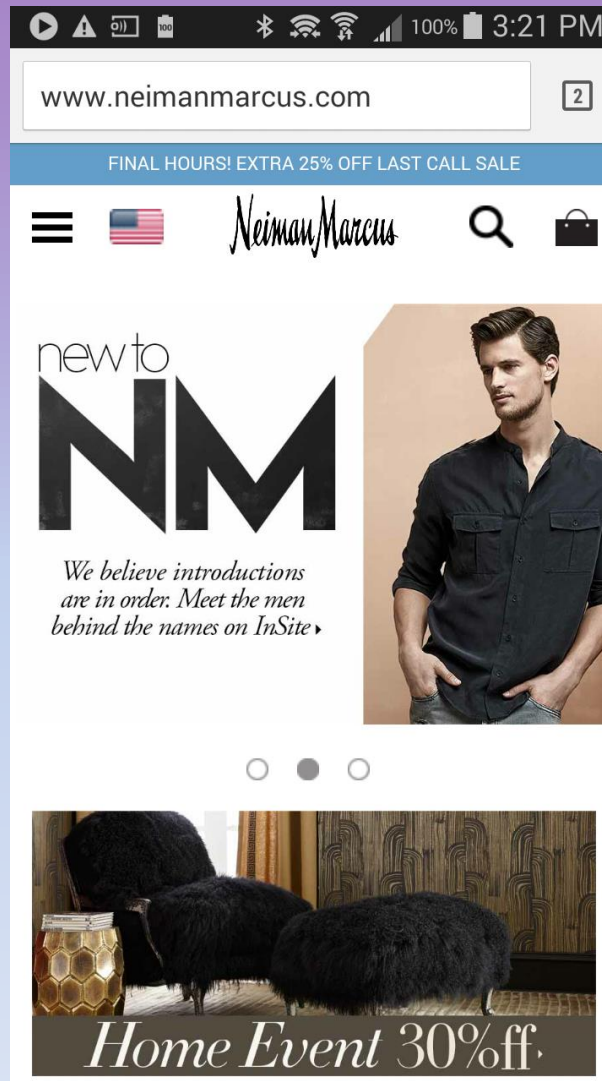 100
100% 3:21 PM
www.neimanmarcus.com
2
FINAL HOURS! EXTRA 25% OFF LAST CALL SALE
Neiman Marcus
new to
NM
We believe introductions
are in order. Meet the men
behind the names on InSite
Home Event 30%ff